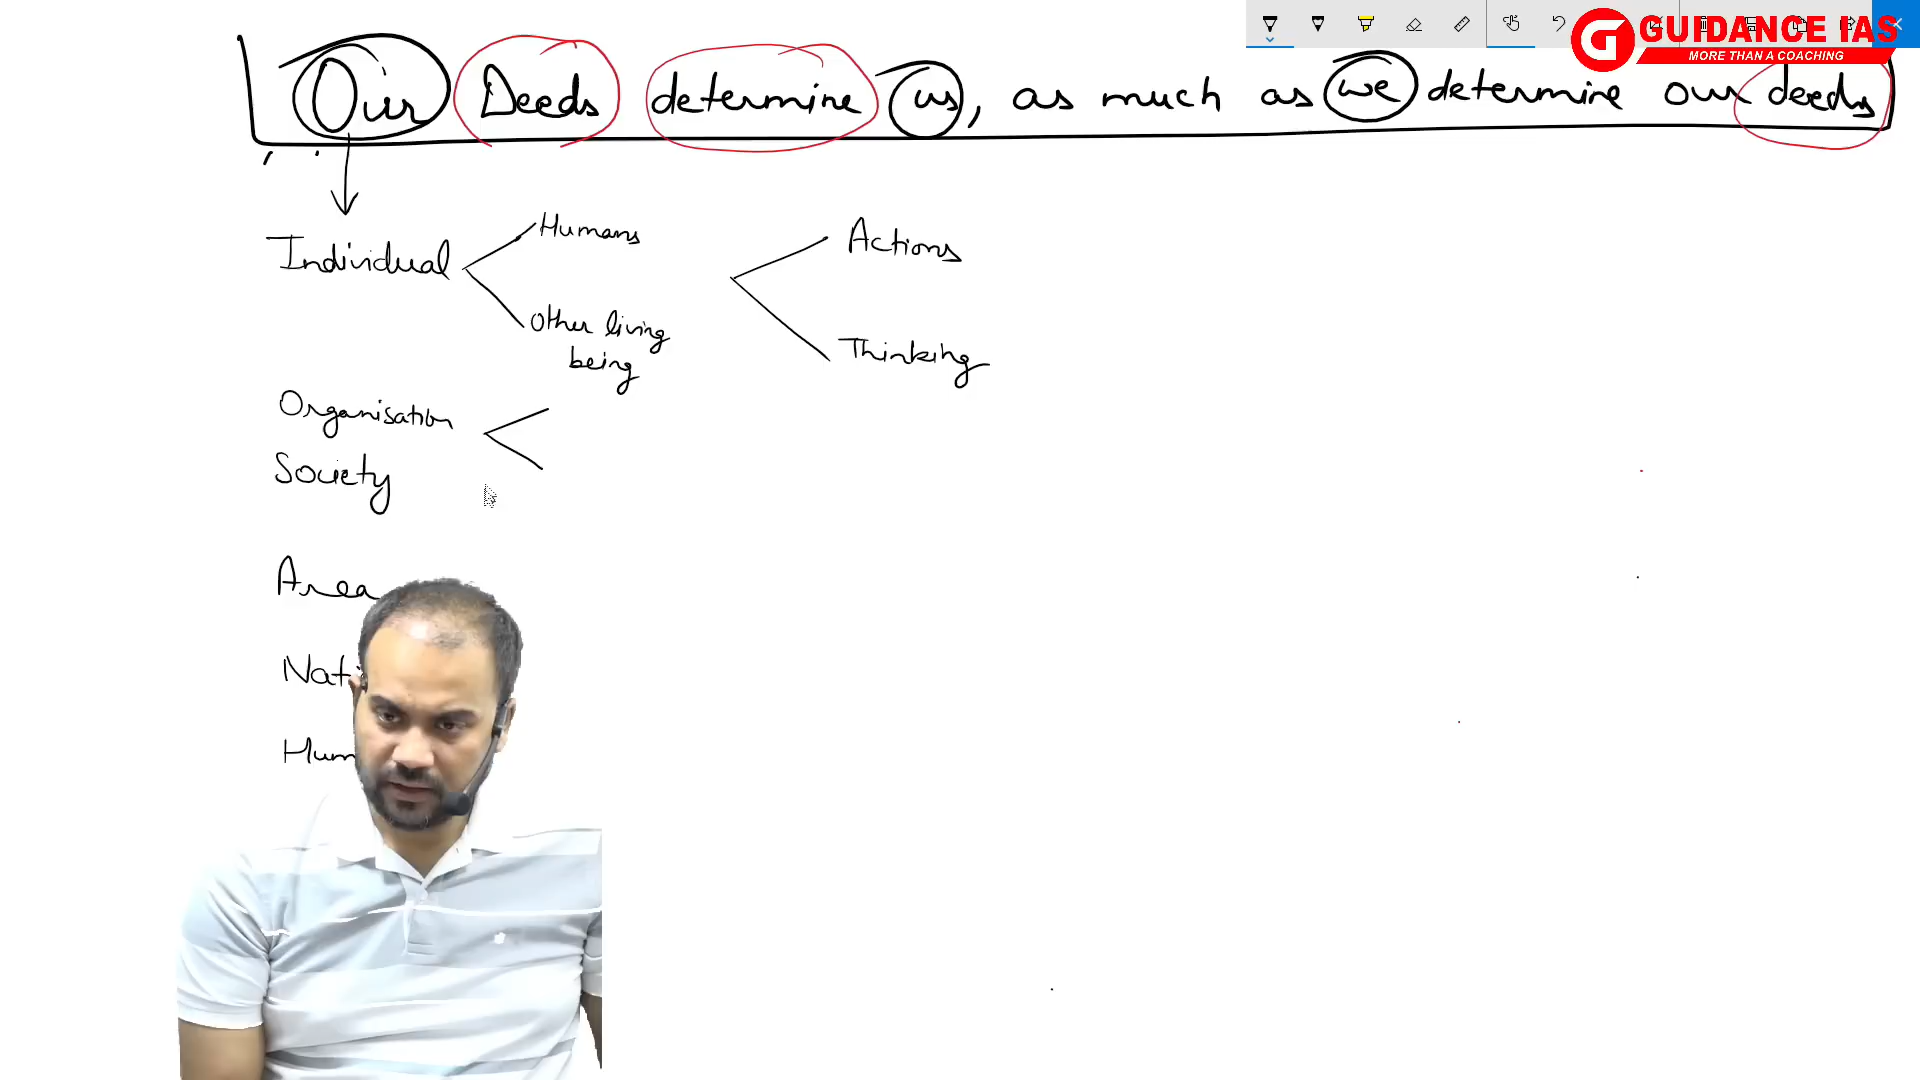 GUIDANCE IAS
MORE THAN A COACHING
Our Deeds determine us, as much as we determine our deeds
Individual
Humans
Other living
being
Actions
Thinking
Organisation
Society
Area